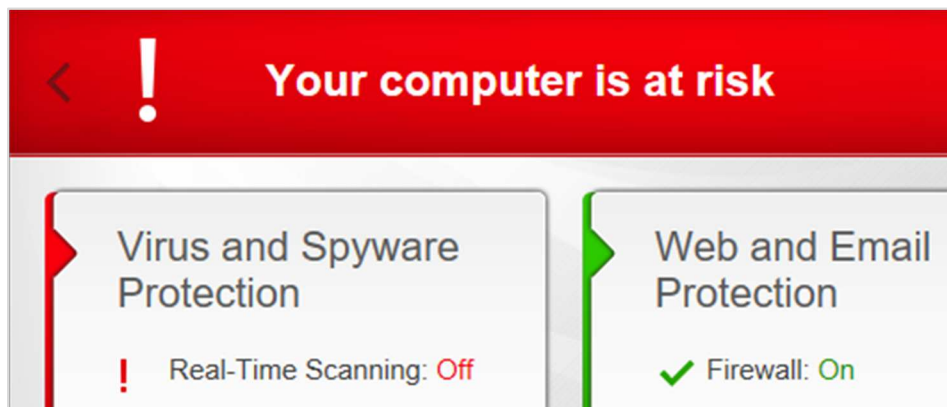 Your computer is at risk
Virus and Spyware
Protection
Real-Time Scanning: Off
Web and Email
Protection
Firewall: On